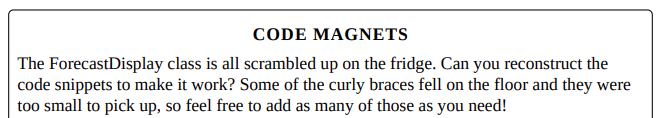 CODE MAGNETS
The ForecastDisplay class is all scrambled up on the fridge. Can you reconstruct the
code snippets to make it work? Some of the curly braces fell on the floor and they were
too small to pick up, so feel free to add as many of those as you need!